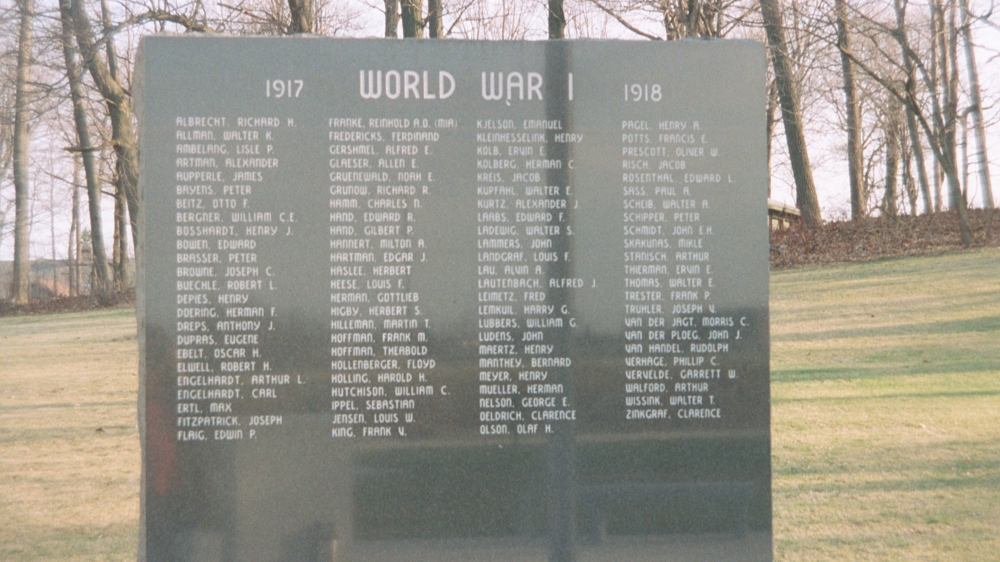 1917 WORLD WAR I 1918
ALBRECHT, RICHARD H.
ALLMAN, WALTER K.
AMBELANG, LISLE P.
ARTMAN, ALEXANDER
AUPPERLE, JAMES
BAYENS, PETER
BEITZ, OTTO F.
BERGNER, WILLIAM C.E.
BOSSHARDT, HENRY J.
BOWEN, EDWARD
BRASSER, PETER
BROWNE, JOSEPH C.
BUECHLE, ROBERT L.
DEPIES, HENRY
DOERING, HERMAN F.
DREPS, ANTHONY J.
DUPRAS, EUGENE
EBELT, OSCAR H.
ELWELL, ROBERT H.
ENGELHARDT, ARTHUR L.
ENGELHARDT, CARL
ERTL, MAX
FITZPATRICK, JOSEPH
FLAIG, EDWIN P.
FRANKE, REINHOLD A.O. (MIA)
FREDERICKS, FERDINAND
GERSHMEL, ALFRED E.
GLAESER, ALLEN E.
GRUENEWALD, NOAH E.
GRUNOW, RICHARD R.
HAMM, CHARLES N.
HAND, EDWARD R.
HAND, GILBERT P.
HANNERT, MILTON A.
HARTMAN, EDGAR J.
HASLEE, HERBERT
HEESE, LOUIS F.
HERMAN, GOTTLIEB
HIGBY, HERBERT S.
HILLEMAN, MARTIN T.
HOFFMAN, FRANK M.
HOFFMAN, THEABOLD
HOLLENBERGER, FLOYD
HOLLING, HAROLD H.
HUTCHISON, WILLIAM C.
IPPEL, SEBASTIAN
JENSEN, LOUIS W.
KING, FRANK V.
KJELSON, EMANUEL
KLEINHESSELINK, HENRY
KOLB, ERVIN E.
KOLBERG, HERMAN C.
KREIS, JACOB
KUPFAHL, WALTER E.
KURTZ, ALEXANDER J.
LAABS, EDWARD F.
LADEWIG, WALTER S.
LAMMERS, JOHN
LANDGRAF, LOUIS F.
LAU, ALVIN A.
LAUTENBACH, ALFRED J.
LEIMETZ, FRED
LEMKUIL, HARRY G.
LUBBERS, WILLIAM G.
LUDENS, JOHN
MAERTZ, HENRY
MANTHEY, BERNARD
MEYER, HENRY
MUELLER, HERMAN
NELSON, GEORGE E.
OELDRICH, CLARENCE
OLSON, OLAF H.
PAGEL, HENRY A.
POTTS, FRANCIS E.
PRESCOTT, OLIVER W.
RISCH, JACOB
ROSENTHAL, EDWARD L.
SASS, PAUL A.
SCHEIB, WALTER A.
SCHIPPER, PETER
SCHMIDT, JOHN E.H.
SKAKUNAS, MIKLE
STANISCH, ARTHUR
THIERMAN, ERVIN E.
THOMAS, WALTER E.
TRESTER, FRANK P.
TRUHLER, JOSEPH V.
VAN DER JAGT, MORRIS C.
VAN DER PLOEG, JOHN J.
VAN HANDEL, RUDOLPH
VERHAGE, PHILLIP C.
VERVELDE, GARRETT W.
WALFORD, ARTHUR
WISSINK, WALTER T.
ZINKGRAF, CLARENCE